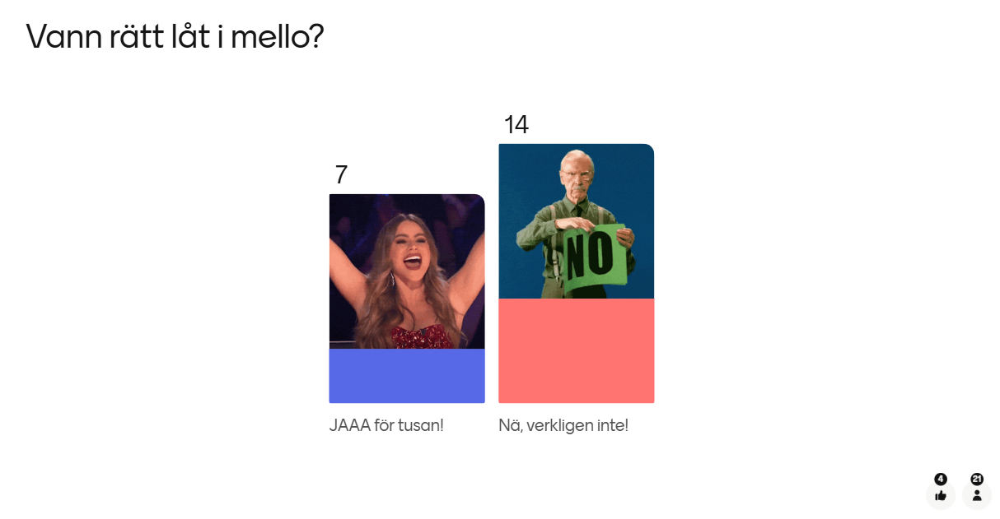 Vann rätt låt i mello?
7
14
NO
JAAA för tusan!
Nä, verkligen inte!
4
21